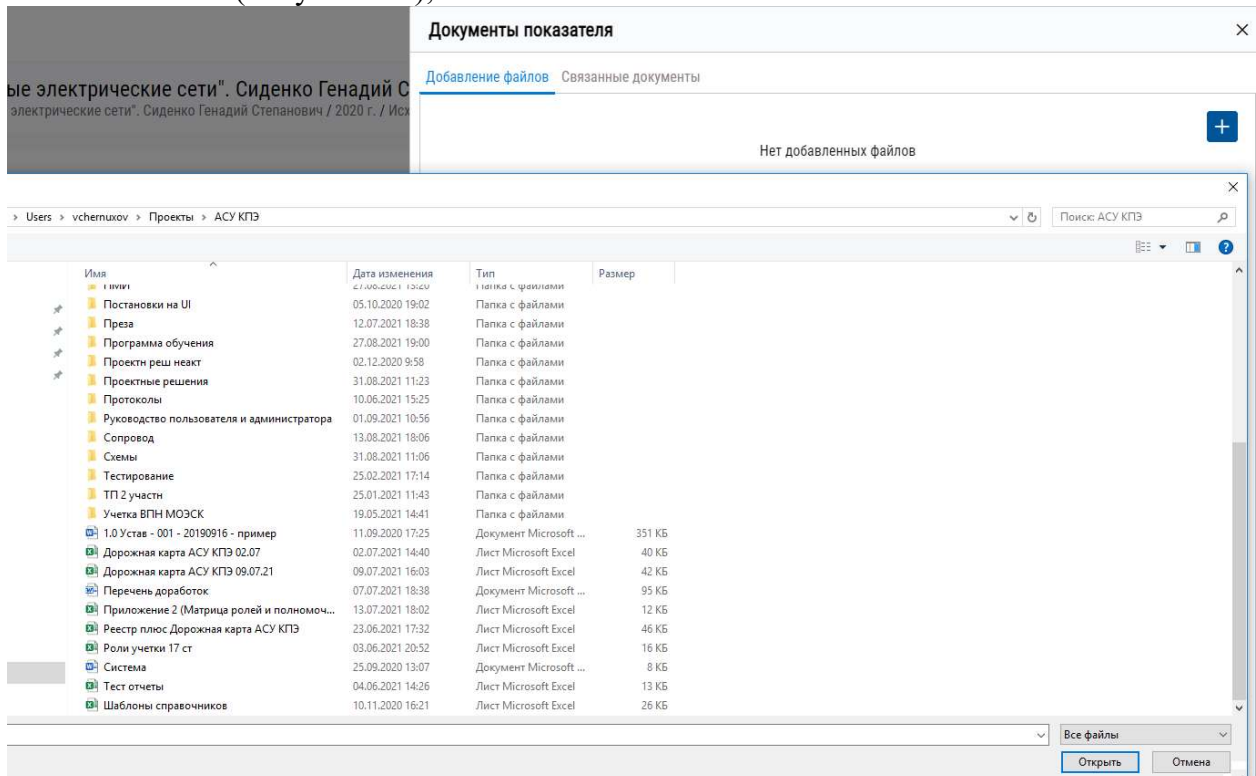 Документы показателя
Добавление файлов Связанные документы
ые электрические сети". Сиденко Генадий С
электрические сети". Сиденко Генадий Степанович / 2020 г. / Исх
Нет добавленных файлов
> Users > vchernuxov > Проекты > АСУ КПЭ
Поиск: АСУ КПЭ
Имя Дата изменения Тип Размер
ПМИ 27.08.2021 13:20 Папка с файлами
Постановки на UI 05.10.2020 19:02 Папка с файлами
Преза 12.07.2021 18:38 Папка с файлами
Программа обучения 27.08.2021 19:00 Папка с файлами
Проектн реш неакт 02.12.2020 9:58 Папка с файлами
Проектные решения 31.08.2021 11:23 Папка с файлами
Протоколы 10.06.2021 15:25 Папка с файлами
Руководство пользователя и администратора 01.09.2021 10:56 Папка с файлами
Сопровод 13.08.2021 18:06 Папка с файлами
Схемы 31.08.2021 11:06 Папка с файлами
Тестирование 25.02.2021 17:14 Папка с файлами
ТП 2 участн 25.01.2021 11:43 Папка с файлами
Учетка ВПН МОЭСК 19.05.2021 14:41 Папка с файлами
1.0 Устав - 001 - 20190916 - пример 11.09.2020 17:25 Документ Microsoft ... 351 КБ
Дорожная карта АСУ КПЭ 02.07 02.07.2021 14:40 Лист Microsoft Excel 40 КБ
Дорожная карта АСУ КПЭ 09.07.21 09.07.2021 16:03 Лист Microsoft Excel 42 КБ
Перечень доработок 07.07.2021 18:38 Документ Microsoft ... 95 КБ
Приложение 2 (Матрица ролей и полномоч... 13.07.2021 18:02 Лист Microsoft Excel 12 КБ
Реестр плюс Дорожная карта АСУ КПЭ 23.06.2021 17:32 Лист Microsoft Excel 46 КБ
Роли учетки 17 ст 03.06.2021 20:52 Лист Microsoft Excel 16 КБ
Система 25.09.2020 13:07 Документ Microsoft ... 8 КБ
Тест отчеты 04.06.2021 14:26 Лист Microsoft Excel 13 КБ
Шаблоны справочников 10.11.2020 16:21 Лист Microsoft Excel 26 КБ
Все файлы
Открыть Отмена